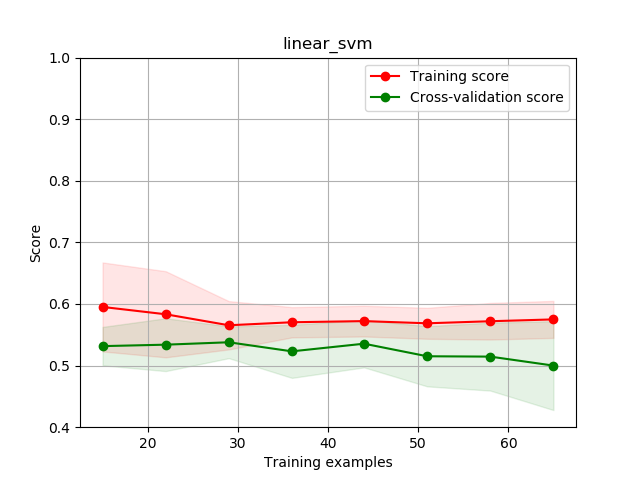 linear_svm
1.0
0.9
0.8
0.7
0.6
0.5
0.4
Score
Training score
Cross-validation score
20 30 40 50 60
Training examples